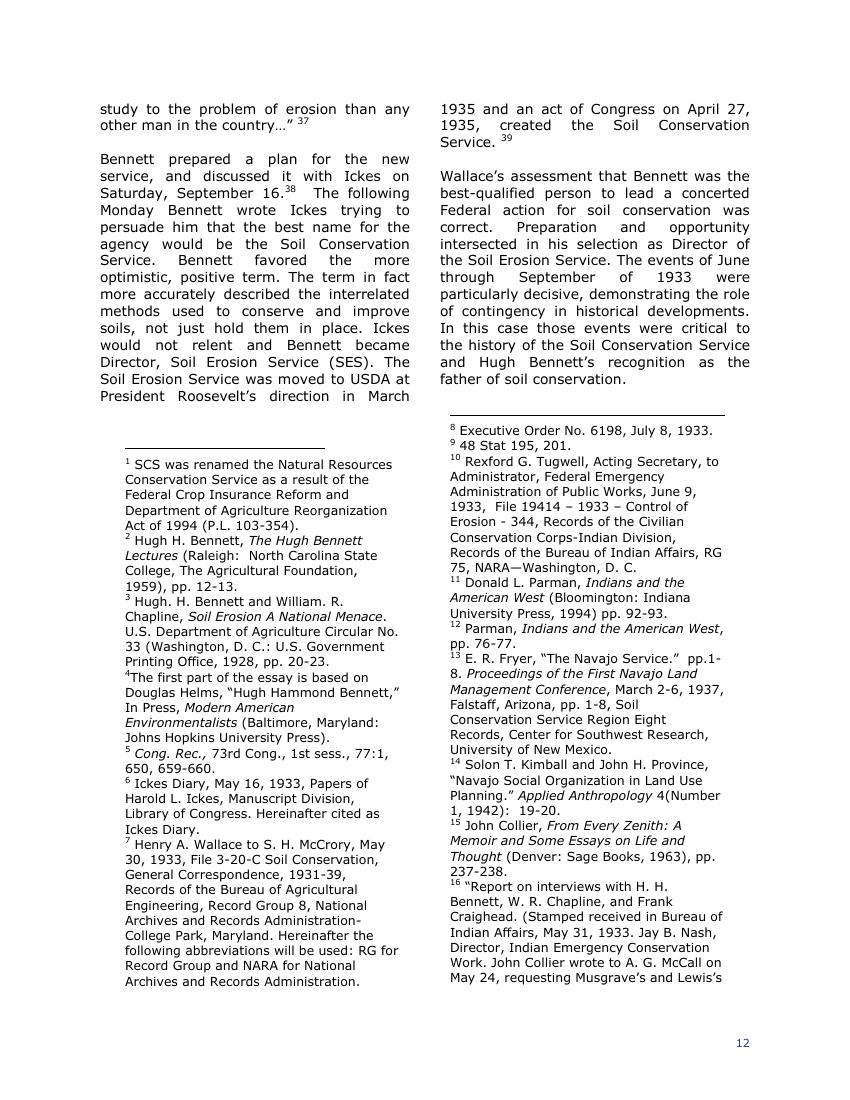 study to the problem of erosion than any
other man in the country…” 37
Bennett prepared a plan for the new
service, and discussed it with Ickes on
Saturday, September 16.38 The following
Monday Bennett wrote Ickes trying to
persuade him that the best name for the
agency would be the Soil Conservation
Service. Bennett favored the more
optimistic, positive term. The term in fact
more accurately described the interrelated
methods used to conserve and improve
soils, not just hold them in place. Ickes
would not relent and Bennett became
Director, Soil Erosion Service (SES). The
Soil Erosion Service was moved to USDA at
President Roosevelt’s direction in March
1935 and an act of Congress on April 27,
1935, created the Soil Conservation
Service. 39
Wallace’s assessment that Bennett was the
best-qualified person to lead a concerted
Federal action for soil conservation was
correct. Preparation and opportunity
intersected in his selection as Director of
the Soil Erosion Service. The events of June
through September of 1933 were
particularly decisive, demonstrating the role
of contingency in historical developments.
In this case those events were critical to
the history of the Soil Conservation Service
and Hugh Bennett’s recognition as the
father of soil conservation.
1 SCS was renamed the Natural Resources
Conservation Service as a result of the
Federal Crop Insurance Reform and
Department of Agriculture Reorganization
Act of 1994 (P.L. 103-354).
2 Hugh H. Bennett, The Hugh Bennett
Lectures (Raleigh: North Carolina State
College, The Agricultural Foundation,
1959), pp. 12-13.
3 Hugh. H. Bennett and William. R.
Chapline, Soil Erosion A National Menace.
U.S. Department of Agriculture Circular No.
33 (Washington, D. C.: U.S. Government
Printing Office, 1928, pp. 20-23.
4The first part of the essay is based on
Douglas Helms, “Hugh Hammond Bennett,”
In Press, Modern American
Environmentalists (Baltimore, Maryland:
Johns Hopkins University Press).
5 Cong. Rec., 73rd Cong., 1st sess., 77:1,
650, 659-660.
6 Ickes Diary, May 16, 1933, Papers of
Harold L. Ickes, Manuscript Division,
Library of Congress. Hereinafter cited as
Ickes Diary.
7 Henry A. Wallace to S. H. McCrory, May
30, 1933, File 3-20-C Soil Conservation,
General Correspondence, 1931-39,
Records of the Bureau of Agricultural
Engineering, Record Group 8, National
Archives and Records Administration-
College Park, Maryland. Hereinafter the
following abbreviations will be used: RG for
Record Group and NARA for National
Archives and Records Administration.
8 Executive Order No. 6198, July 8, 1933.
9 48 Stat 195, 201.
10 Rexford G. Tugwell, Acting Secretary, to
Administrator, Federal Emergency
Administration of Public Works, June 9,
1933, File 19414 – 1933 – Control of
Erosion - 344, Records of the Civilian
Conservation Corps-Indian Division,
Records of the Bureau of Indian Affairs, RG
75, NARA—Washington, D. C.
11 Donald L. Parman, Indians and the
American West (Bloomington: Indiana
University Press, 1994) pp. 92-93.
12 Parman, Indians and the American West,
pp. 76-77.
13 E. R. Fryer, “The Navajo Service.” pp.1-
8. Proceedings of the First Navajo Land
Management Conference, March 2-6, 1937,
Falstaff, Arizona, pp. 1-8, Soil
Conservation Service Region Eight
Records, Center for Southwest Research,
University of New Mexico.
14 Solon T. Kimball and John H. Province,
“Navajo Social Organization in Land Use
Planning.” Applied Anthropology 4(Number
1, 1942): 19-20.
15 John Collier, From Every Zenith: A
Memoir and Some Essays on Life and
Thought (Denver: Sage Books, 1963), pp.
237-238.
16 “Report on interviews with H. H.
Bennett, W. R. Chapline, and Frank
Craighead. (Stamped received in Bureau of
Indian Affairs, May 31, 1933. Jay B. Nash,
Director, Indian Emergency Conservation
Work. John Collier wrote to A. G. McCall on
May 24, requesting Musgrave’s and Lewis’s
12